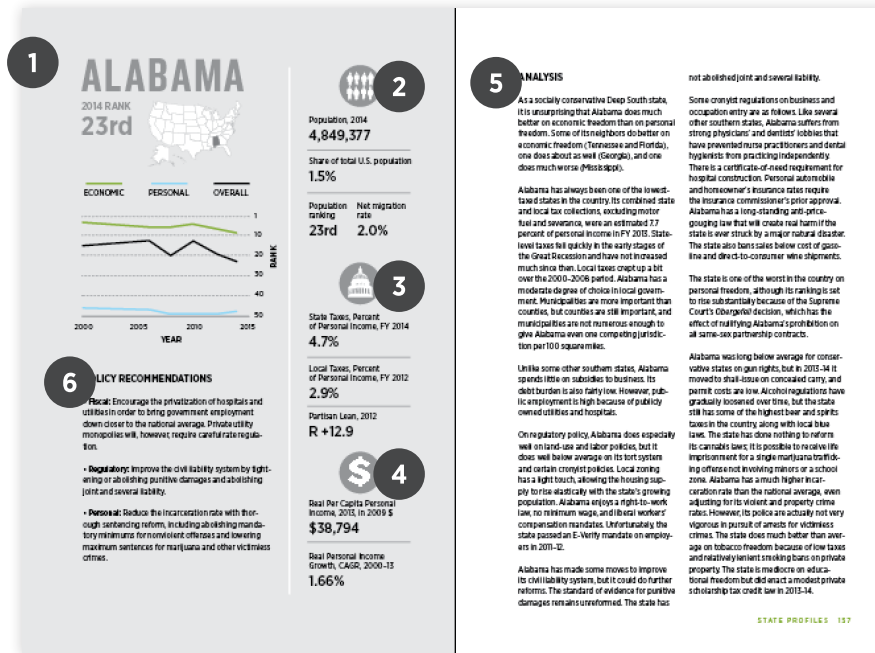 1
ALABAMA
2014 RANK
23rd
ECONOMIC PERSONAL OVERALL
1
10
20
30
40
50
RANK
2000 2005 2010 2015
YEAR
6
POLICY RECOMMENDATIONS
• Fiscal: Encourage the privatization of hospitals and
utilities in order to bring government employment
down closer to the national average. Private utility
monopolies will, however, require careful rate regula-
tion.
• Regulatory: Improve the civil liability system by tight-
ening or abolishing punitive damages and abolishing
joint and several liability.
• Personal: Reduce the incarceration rate with thor-
ough sentencing reform, including abolishing manda-
tory minimums for nonviolent offenses and lowering
maximum sentences for marijuana and other victimless
crimes.
2
Population, 2014
4,849,377
Share of total U.S. population
1.5%
Population
ranking
23rd
Net migration
rate
2.0%
3
State Taxes, Percent
of Personal Income, FY 2014
4.7%
Local Taxes, Percent
of Personal Income, FY 2012
2.9%
Partisan Lean, 2012
R +12.9
$
4
Real Per Capita Personal
Income, 2013, in 2009 $
$38,794
Real Personal Income
Growth, CAGR, 2000–13
1.66%
5
ANALYSIS
As a socially conservative Deep South state,
it is unsurprising that Alabama does much
better on economic freedom than on personal
freedom. Some of its neighbors do better on
economic freedom (Tennessee and Florida),
one does about as well (Georgia), and one
does much worse (Mississippi).
Alabama has always been one of the lowest-
taxed states in the country. Its combined state
and local tax collections, excluding motor
fuel and severance, were an estimated 7.7
percent of personal income in FY 2013. State-
level taxes fell quickly in the early stages of
the Great Recession and have not increased
much since then. Local taxes crept up a bit
over the 2000–2006 period. Alabama has a
moderate degree of choice in local govern-
ment. Municipalities are more important than
counties, but counties are still important, and
municipalities are not numerous enough to
give Alabama even one competing jurisdic-
tion per 100 square miles.
Unlike some other southern states, Alabama
spends little on subsidies to business. Its
debt burden is also fairly low. However, pub-
lic employment is high because of publicly
owned utilities and hospitals.
On regulatory policy, Alabama does especially
well on land-use and labor policies, but it
does well below average on its tort system
and certain cronyist policies. Local zoning
has a light touch, allowing the housing sup-
ply to rise elastically with the state's growing
population. Alabama enjoys a right-to-work
law, no minimum wage, and liberal workers'
compensation mandates. Unfortunately, the
state passed an E-Verify mandate on employ-
ers in 2011–12.
Alabama has made some moves to improve
its civil liability system, but it could do further
reforms. The standard of evidence for punitive
damages remains unreformed. The state has
not abolished joint and several liability.
Some cronyist regulations on business and
occupation entry are as follows. Like several
other southern states, Alabama suffers from
strong physicians' and dentists' lobbies that
have prevented nurse practitioners and dental
hygienists from practicing independently.
There is a certificate-of-need requirement for
hospital construction. Personal automobile
and homeowner's insurance rates require
the insurance commissioner's prior approval.
Alabama has a long-standing anti-price-
gouging law that will create real harm if the
state is ever struck by a major natural disaster.
The state also bans sales below cost of gaso-
line and direct-to-consumer wine shipments.
The state is one of the worst in the country on
personal freedom, although its ranking is set
to rise substantially because of the Supreme
Court's Obergefell decision, which has the
effect of nullifying Alabama's prohibition on
all same-sex partnership contracts.
Alabama was long below average for conser-
vative states on gun rights, but in 2013–14 it
moved to shall-issue on concealed carry, and
permit costs are low. Alcohol regulations have
gradually loosened over time, but the state
still has some of the highest beer and spirits
taxes in the country, along with local blue
laws. The state has done nothing to reform
its cannabis laws; it is possible to receive life
imprisonment for a single marijuana traffick-
ing offense not involving minors or a school
zone. Alabama has a much higher incar-
ceration rate than the national average, even
adjusting for its violent and property crime
rates. However, its police are actually not very
vigorous in pursuit of arrests for victimless
crimes. The state does much better than aver-
age on tobacco freedom because of low taxes
and relatively lenient smoking bans on private
property. The state is mediocre on educa-
tional freedom but did enact a modest private
scholarship tax credit law in 2013–14.
STATE PROFILES 137